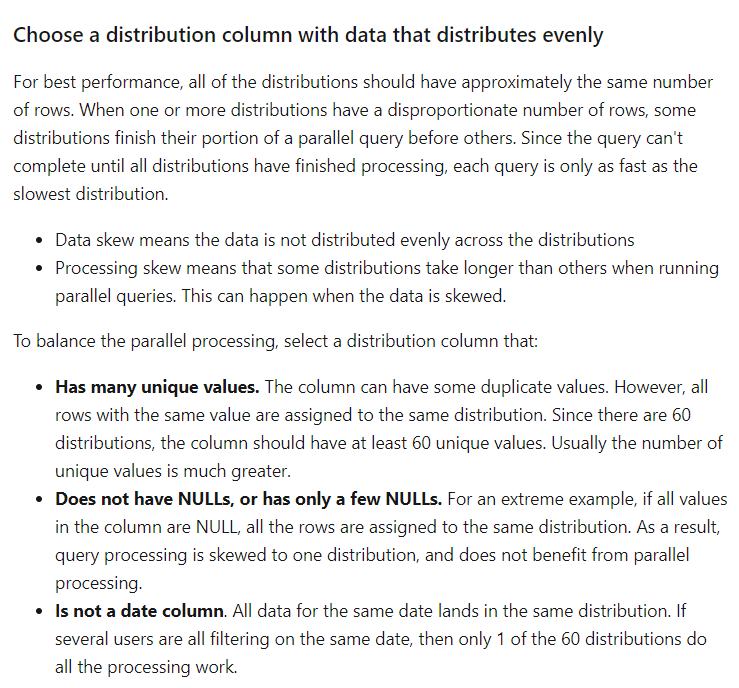 Choose a distribution column with data that distributes evenly
For best performance, all of the distributions should have approximately the same number
of rows. When one or more distributions have a disproportionate number of rows, some
distributions finish their portion of a parallel query before others. Since the query can't
complete until all distributions have finished processing, each query is only as fast as the
slowest distribution.
• Data skew means the data is not distributed evenly across the distributions
• Processing skew means that some distributions take longer than others when running
parallel queries. This can happen when the data is skewed.
To balance the parallel processing, select a distribution column that:
• Has many unique values. The column can have some duplicate values. However, all
rows with the same value are assigned to the same distribution. Since there are 60
distributions, the column should have at least 60 unique values. Usually the number of
unique values is much greater.
• Does not have NULLs, or has only a few NULLs. For an extreme example, if all values
in the column are NULL, all the rows are assigned to the same distribution. As a result,
query processing is skewed to one distribution, and does not benefit from parallel
processing.
• Is not a date column. All data for the same date lands in the same distribution. If
several users are all filtering on the same date, then only 1 of the 60 distributions do
all the processing work.